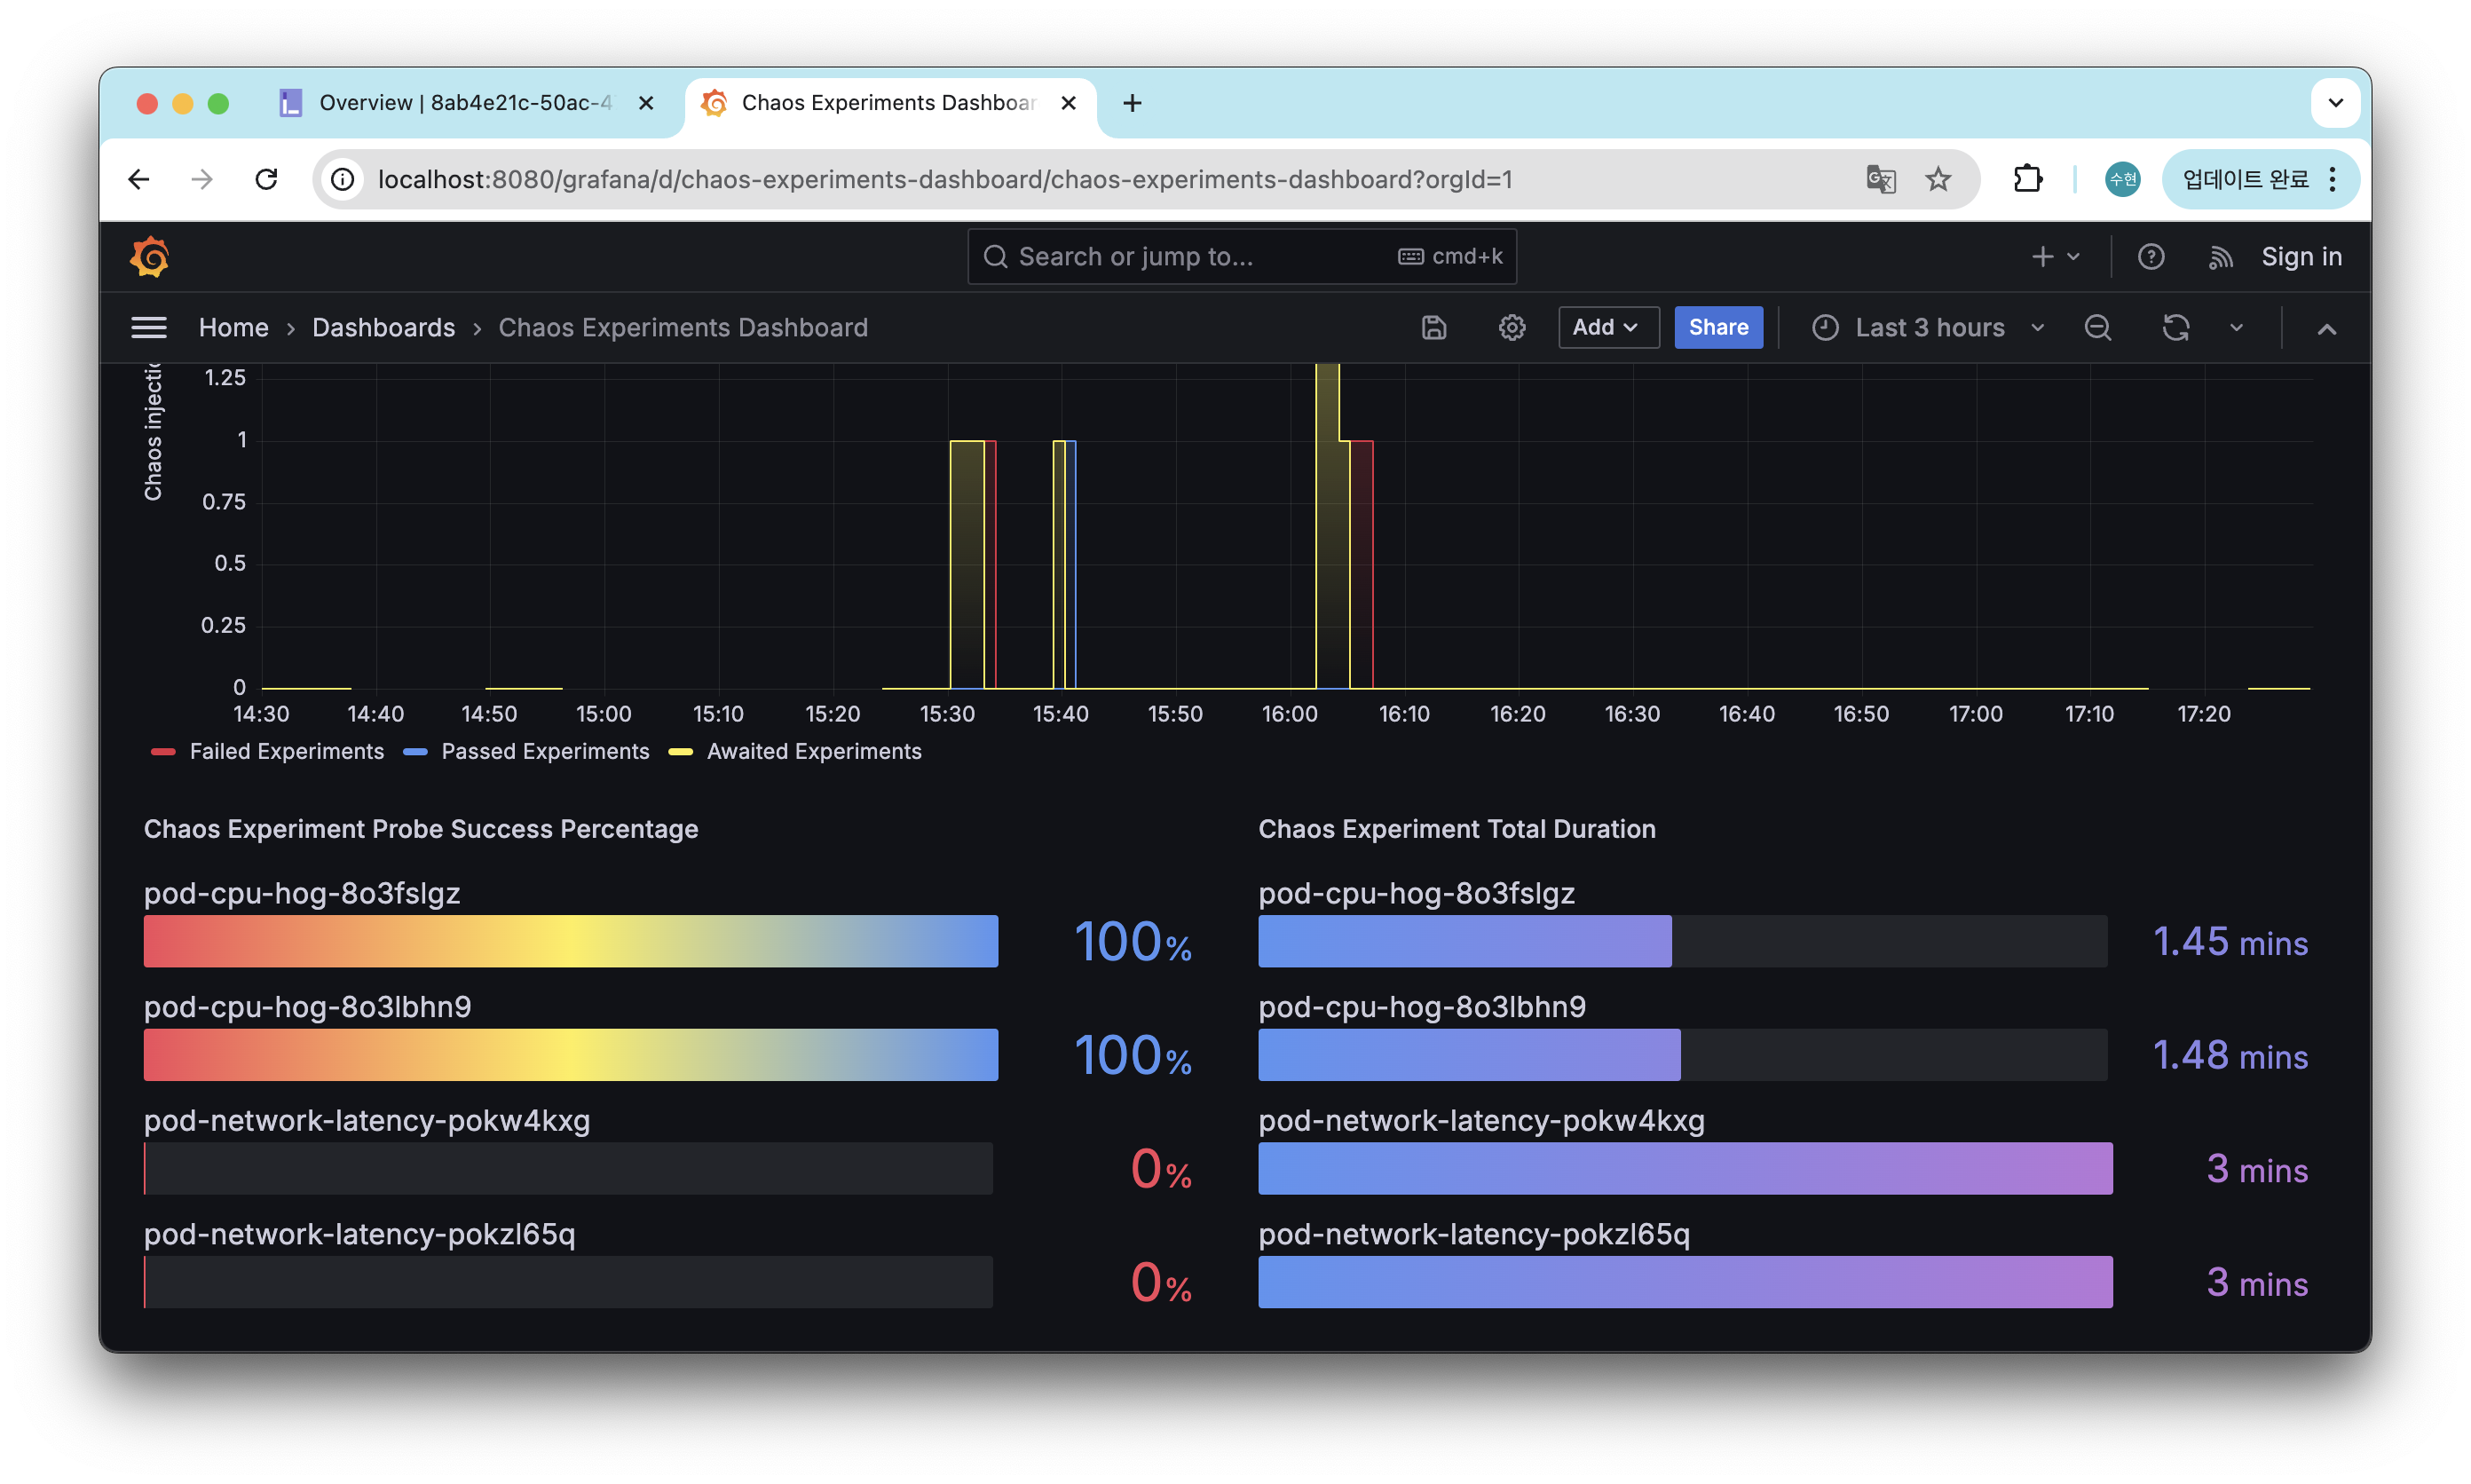 Overview | 8ab4e21c-50ac-4
Chaos Experiments Dashboar
localhost:8080/grafana/d/chaos-experiments-dashboard/chaos-experiments-dashboard?orgId=1
수현
업데이트 완료
Search or jump to...
cmd+k
Sign in
Home › Dashboards › Chaos Experiments Dashboard
Add
Share
Last 3 hours
Chaos injectio
1.25
1
0.75
0.5
0.25
0
14:30 14:40 14:50 15:00 15:10 15:20 15:30 15:40 15:50 16:00 16:10 16:20 16:30 16:40 16:50 17:00 17:10 17:20
Failed Experiments Passed Experiments Awaited Experiments
Chaos Experiment Probe Success Percentage
pod-cpu-hog-8o3fslgz
100%
pod-cpu-hog-8o3lbhn9
100%
pod-network-latency-pokw4kxg
0%
pod-network-latency-pokzl65q
0%
Chaos Experiment Total Duration
pod-cpu-hog-8o3fslgz
1.45 mins
pod-cpu-hog-8o3lbhn9
1.48 mins
pod-network-latency-pokw4kxg
3 mins
pod-network-latency-pokzl65q
3 mins